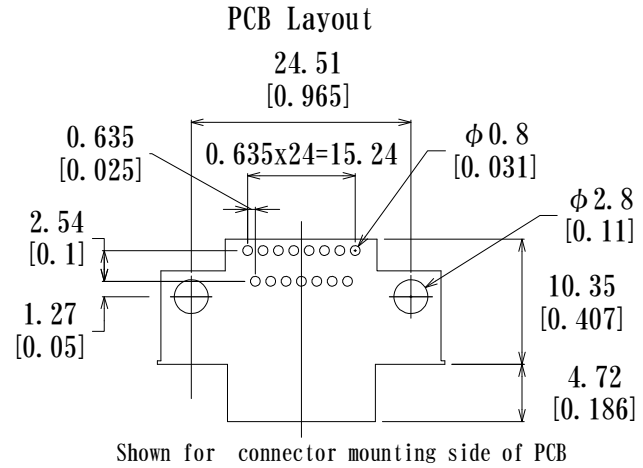 PCB Layout
24.51
[0.965]
0.635
[0.025]
0.635x24=15.24
φ0.8
[0.031]
2.54
[0.1]
φ2.8
[0.11]
1.27
[0.05]
10.35
[0.407]
4.72
[0.186]
Shown for connector mounting side of PCB